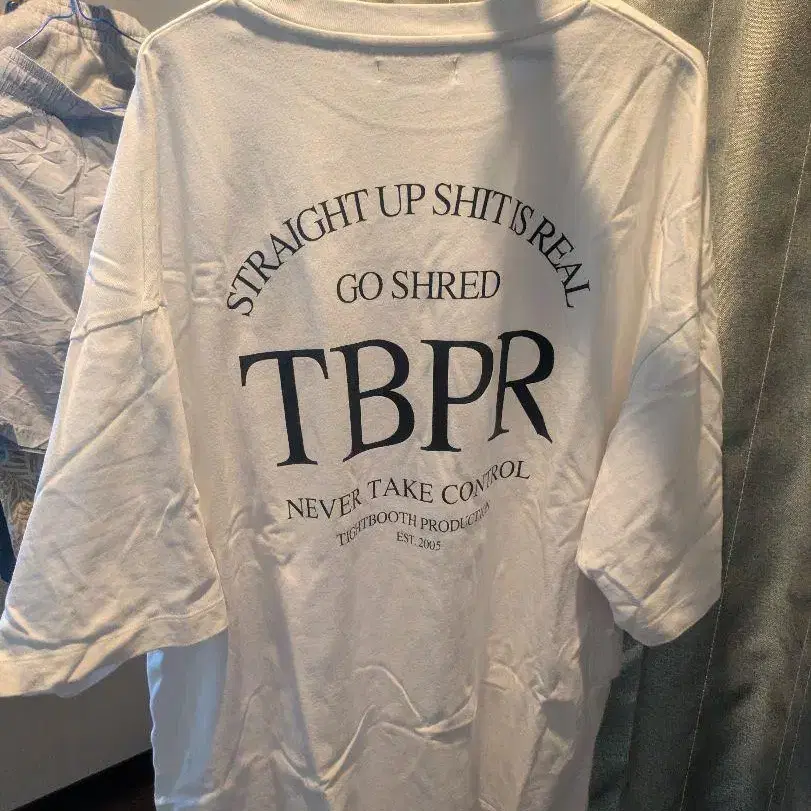 STRAIGHT UP SHIT IS REAL
GO SHRED
TBPR
NEVER TAKE CONTROL
TIGHTBOOTH PRODUCTION
EST. 2005